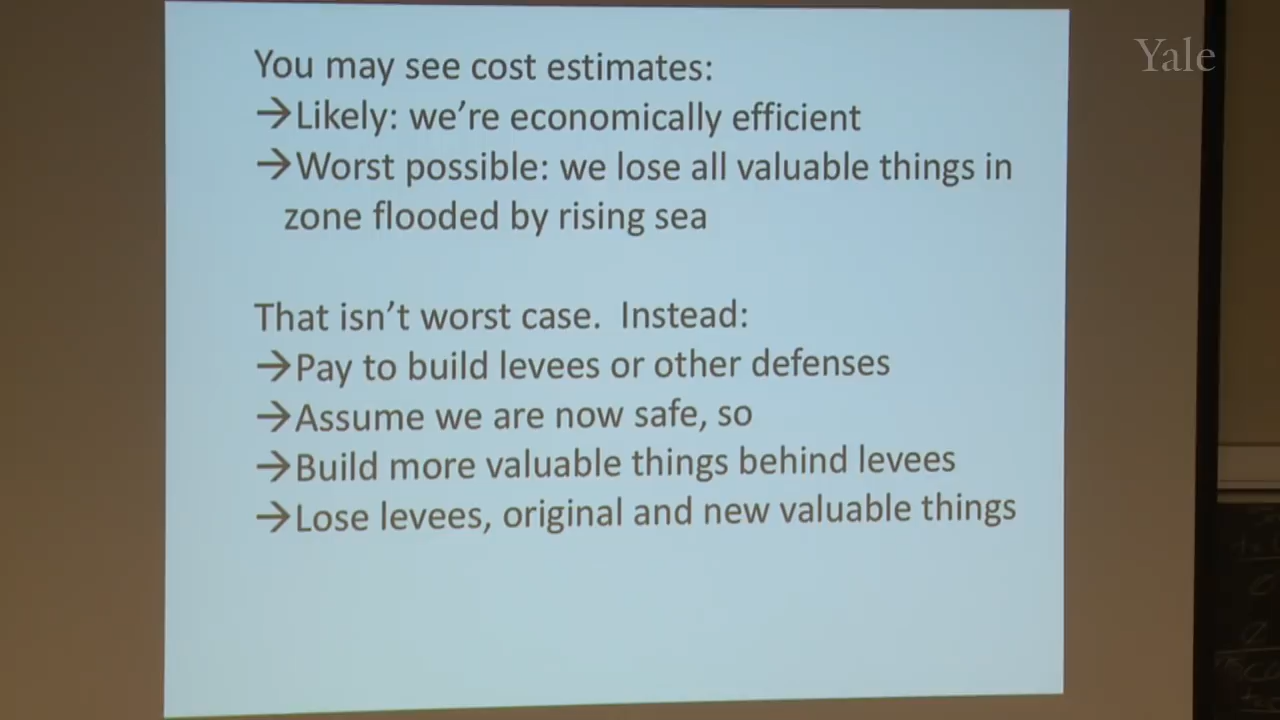 Yale
You may see cost estimates:
→Likely: we’re economically efficient
→Worst possible: we lose all valuable things in
zone flooded by rising sea
That isn’t worst case.  Instead:
→Pay to build levees or other defenses
→Assume we are now safe, so
→Build more valuable things behind levees
→Lose levees, original and new valuable things